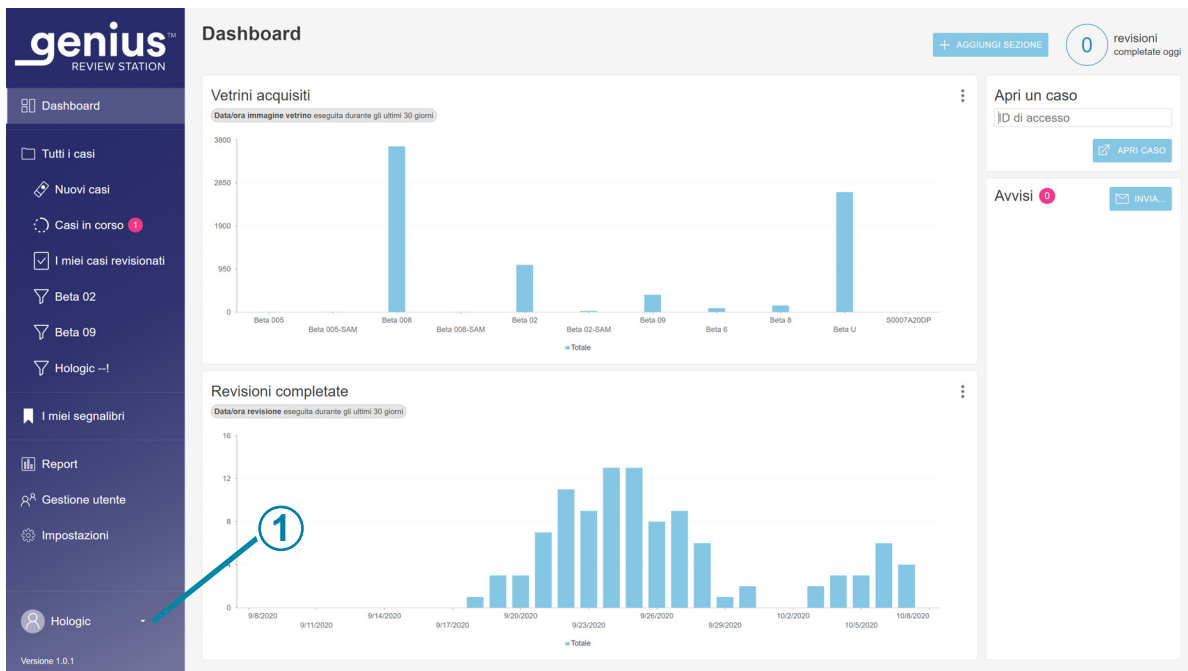 genius™
REVIEW STATION
Dashboard
Tutti i casi
Nuovi casi
Casi in corso 1
I miei casi revisionati
Beta 02
Beta 09
Hologic --!
I miei segnalibri
Report
Gestione utente
Impostazioni
Hologic
Versione 1.0.1
1
Dashboard
+ AGGIUNGI SEZIONE
0
revisioni
completate oggi
Vetrini acquisiti
Data/ora immagine vetrino eseguita durante gli ultimi 30 giorni
3800
2850
1900
950
0
Beta 005
Beta 005-SAM
Beta 008
Beta 008-SAM
Beta 02
Beta 02-SAM
Beta 09
Beta 6
Beta 8
Beta U
S0007A20DP
Totale
Revisioni completate
Data/ora revisione eseguita durante gli ultimi 30 giorni
16
12
8
0
9/8/2020
9/11/2020
9/14/2020
9/17/2020
9/20/2020
9/23/2020
9/26/2020
9/29/2020
10/2/2020
10/5/2020
10/8/2020
Totale
Apri un caso
ID di accesso
APRI CASO
Avvisi 0
INVIA...